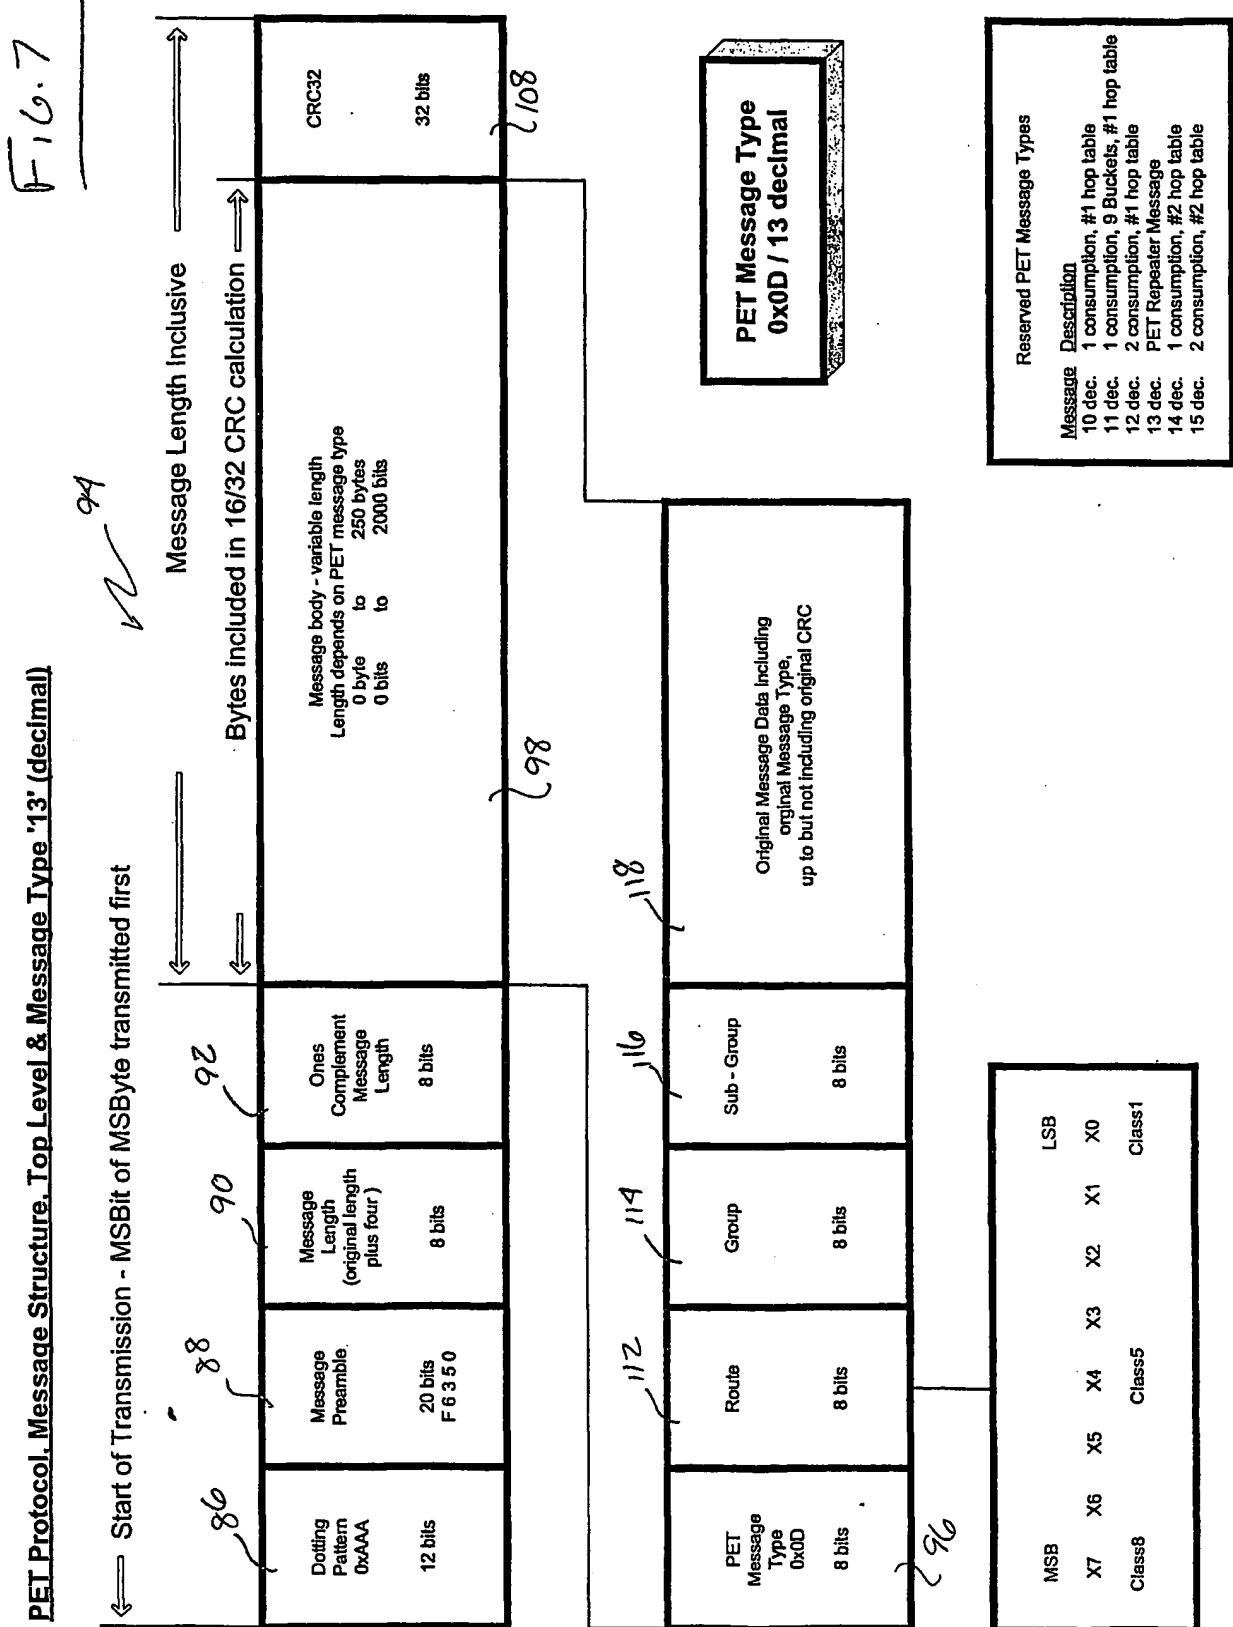 PET Protocol, Message Structure, Top Level & Message Type '13' (decimal)
FIG. 7
94
Start of Transmission - MSBit of MSByte transmitted first
Message Length Inclusive
Bytes included in 16/32 CRC calculation
86
88
90
92
Dotting
Pattern
0xAAA
12 bits
Message
Preamble
20 bits
F 6 3 5 0
Message
Length
(original length
plus four )
8 bits
Ones
Complement
Message
Length
8 bits
Message body - variable length
Length depends on PET message type
0 byte to 250 bytes
0 bits to 2000 bits
98
CRC32
32 bits
108
112
114
116
118
PET
Message
Type
0x0D
8 bits
96
Route
8 bits
Group
8 bits
Sub - Group
8 bits
Original Message Data Including
orginal Message Type,
up to but not including original CRC
PET Message Type
0x0D / 13 decimal
MSB LSB
X7 X6 X5 X4 X3 X2 X1 X0
Class8 Class5 Class1
Reserved PET Message Types
Message Description
10 dec. 1 consumption, #1 hop table
11 dec. 1 consumption, 9 Buckets, #1 hop table
12 dec. 2 consumption, #1 hop table
13 dec. PET Repeater Message
14 dec. 1 consumption, #2 hop table
15 dec. 2 consumption, #2 hop table